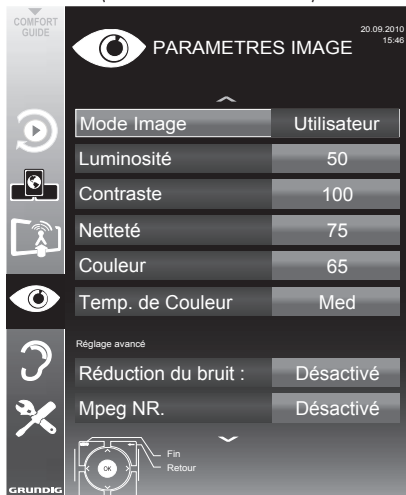 COMFORT
GUIDE
PARAMETRES IMAGE
20.09.2010
15:46
Mode Image Utilisateur
Luminosité 50
Contraste 100
Netteté 75
Couleur 65
Temp. de Couleur Med
Réglage avancé
Réduction du bruit : Désactivé
Mpeg NR. Désactivé
Fin
Retour
OK
GRUNDIG